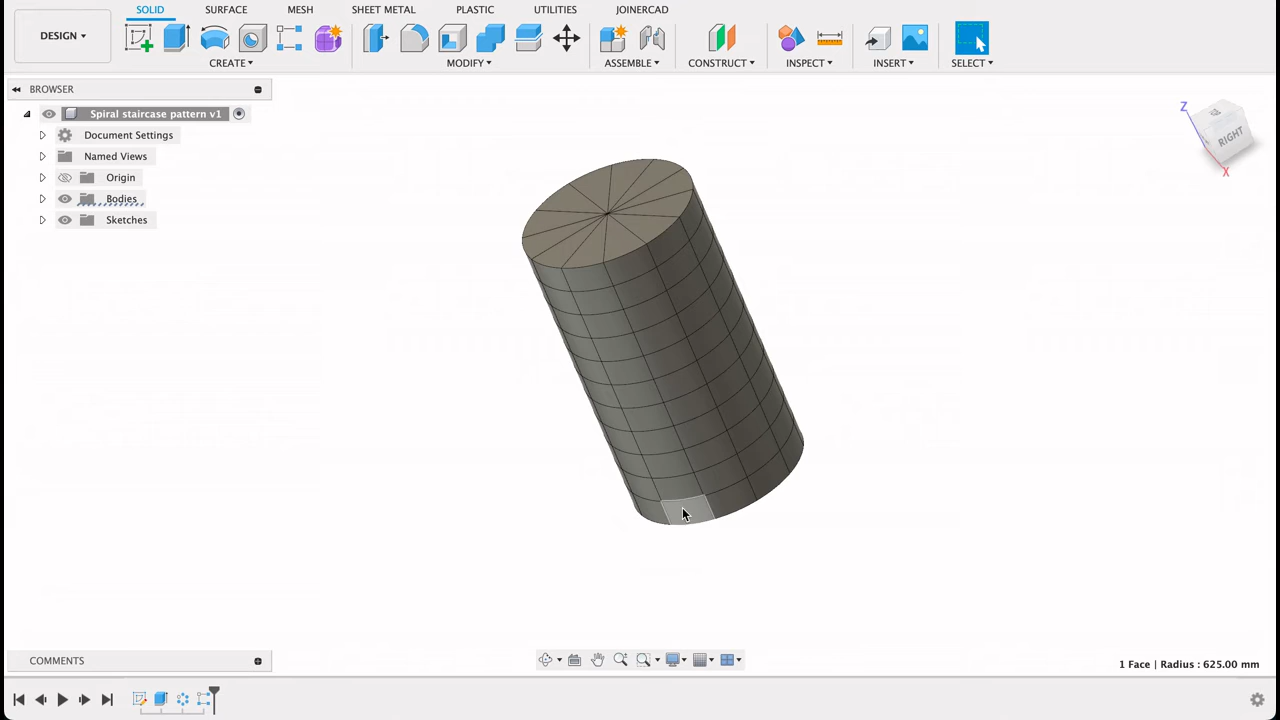 SOLID SURFACE MESH SHEET METAL PLASTIC UTILITIES JOINERCAD
DESIGN
CREATE MODIFY ASSEMBLE CONSTRUCT INSPECT INSERT SELECT
BROWSER
Spiral staircase pattern v1
Document Settings
Named Views
Origin
Bodies
Sketches
Z
RIGHT
X
COMMENTS
1 Face | Radius : 625.00 mm